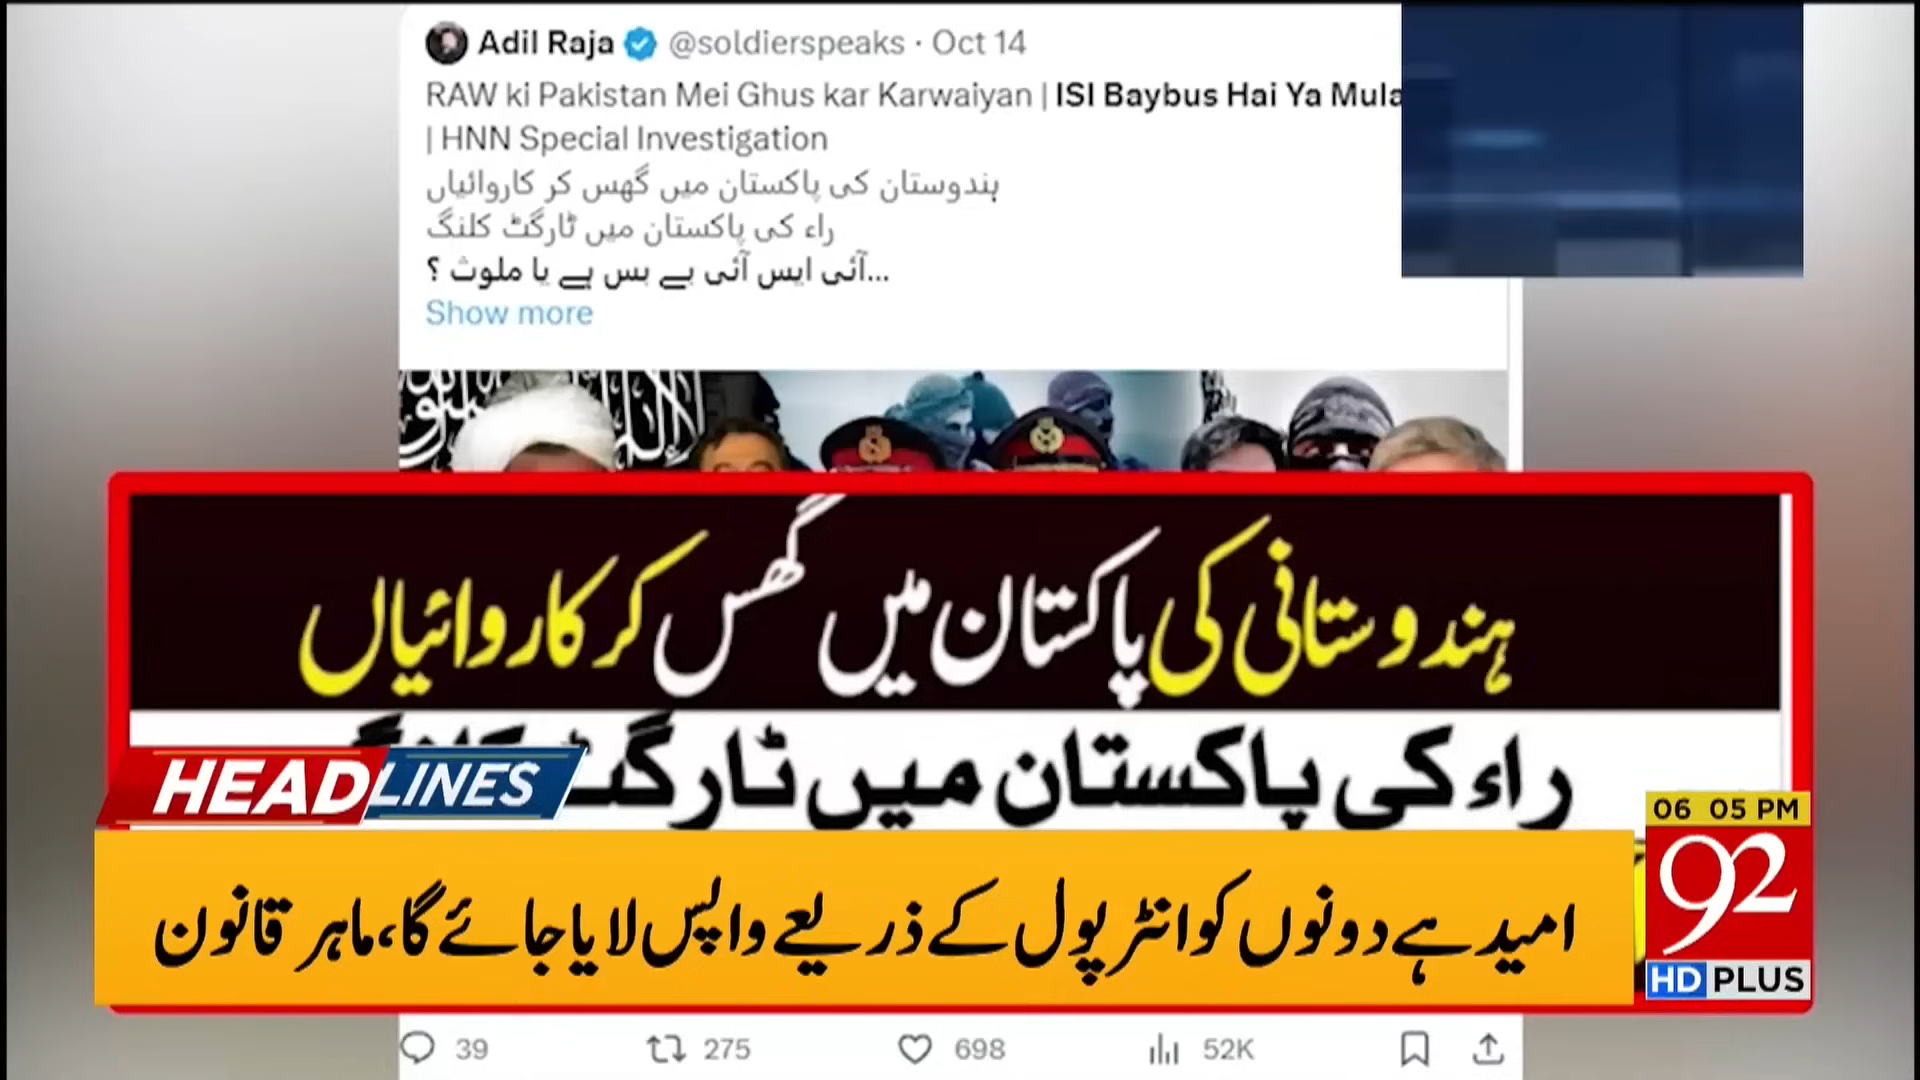 Adil Raja @soldierspeaks · Oct 14
RAW ki Pakistan Mei Ghus kar Karwaiyan | ISI Baybus Hai Ya Mula
| HNN Special Investigation
ہندوستان کی پاکستان میں گھس کر کاروائیاں
راء کی پاکستان میں ٹارگٹ کلنگ
آئی ایس آئی بے بس ہے یا ملوث ؟...
Show more
ہندوستانی کی پاکستان میں گھس کر کاروائیاں
راء کی پاکستان میں ٹارگٹ
HEADLINES
06 05 PM
92
HD PLUS
امید ہے دونوں کو انٹرپول کے ذریعے واپس لایا جائے گا، ماہر قانون
39 275 698 52K